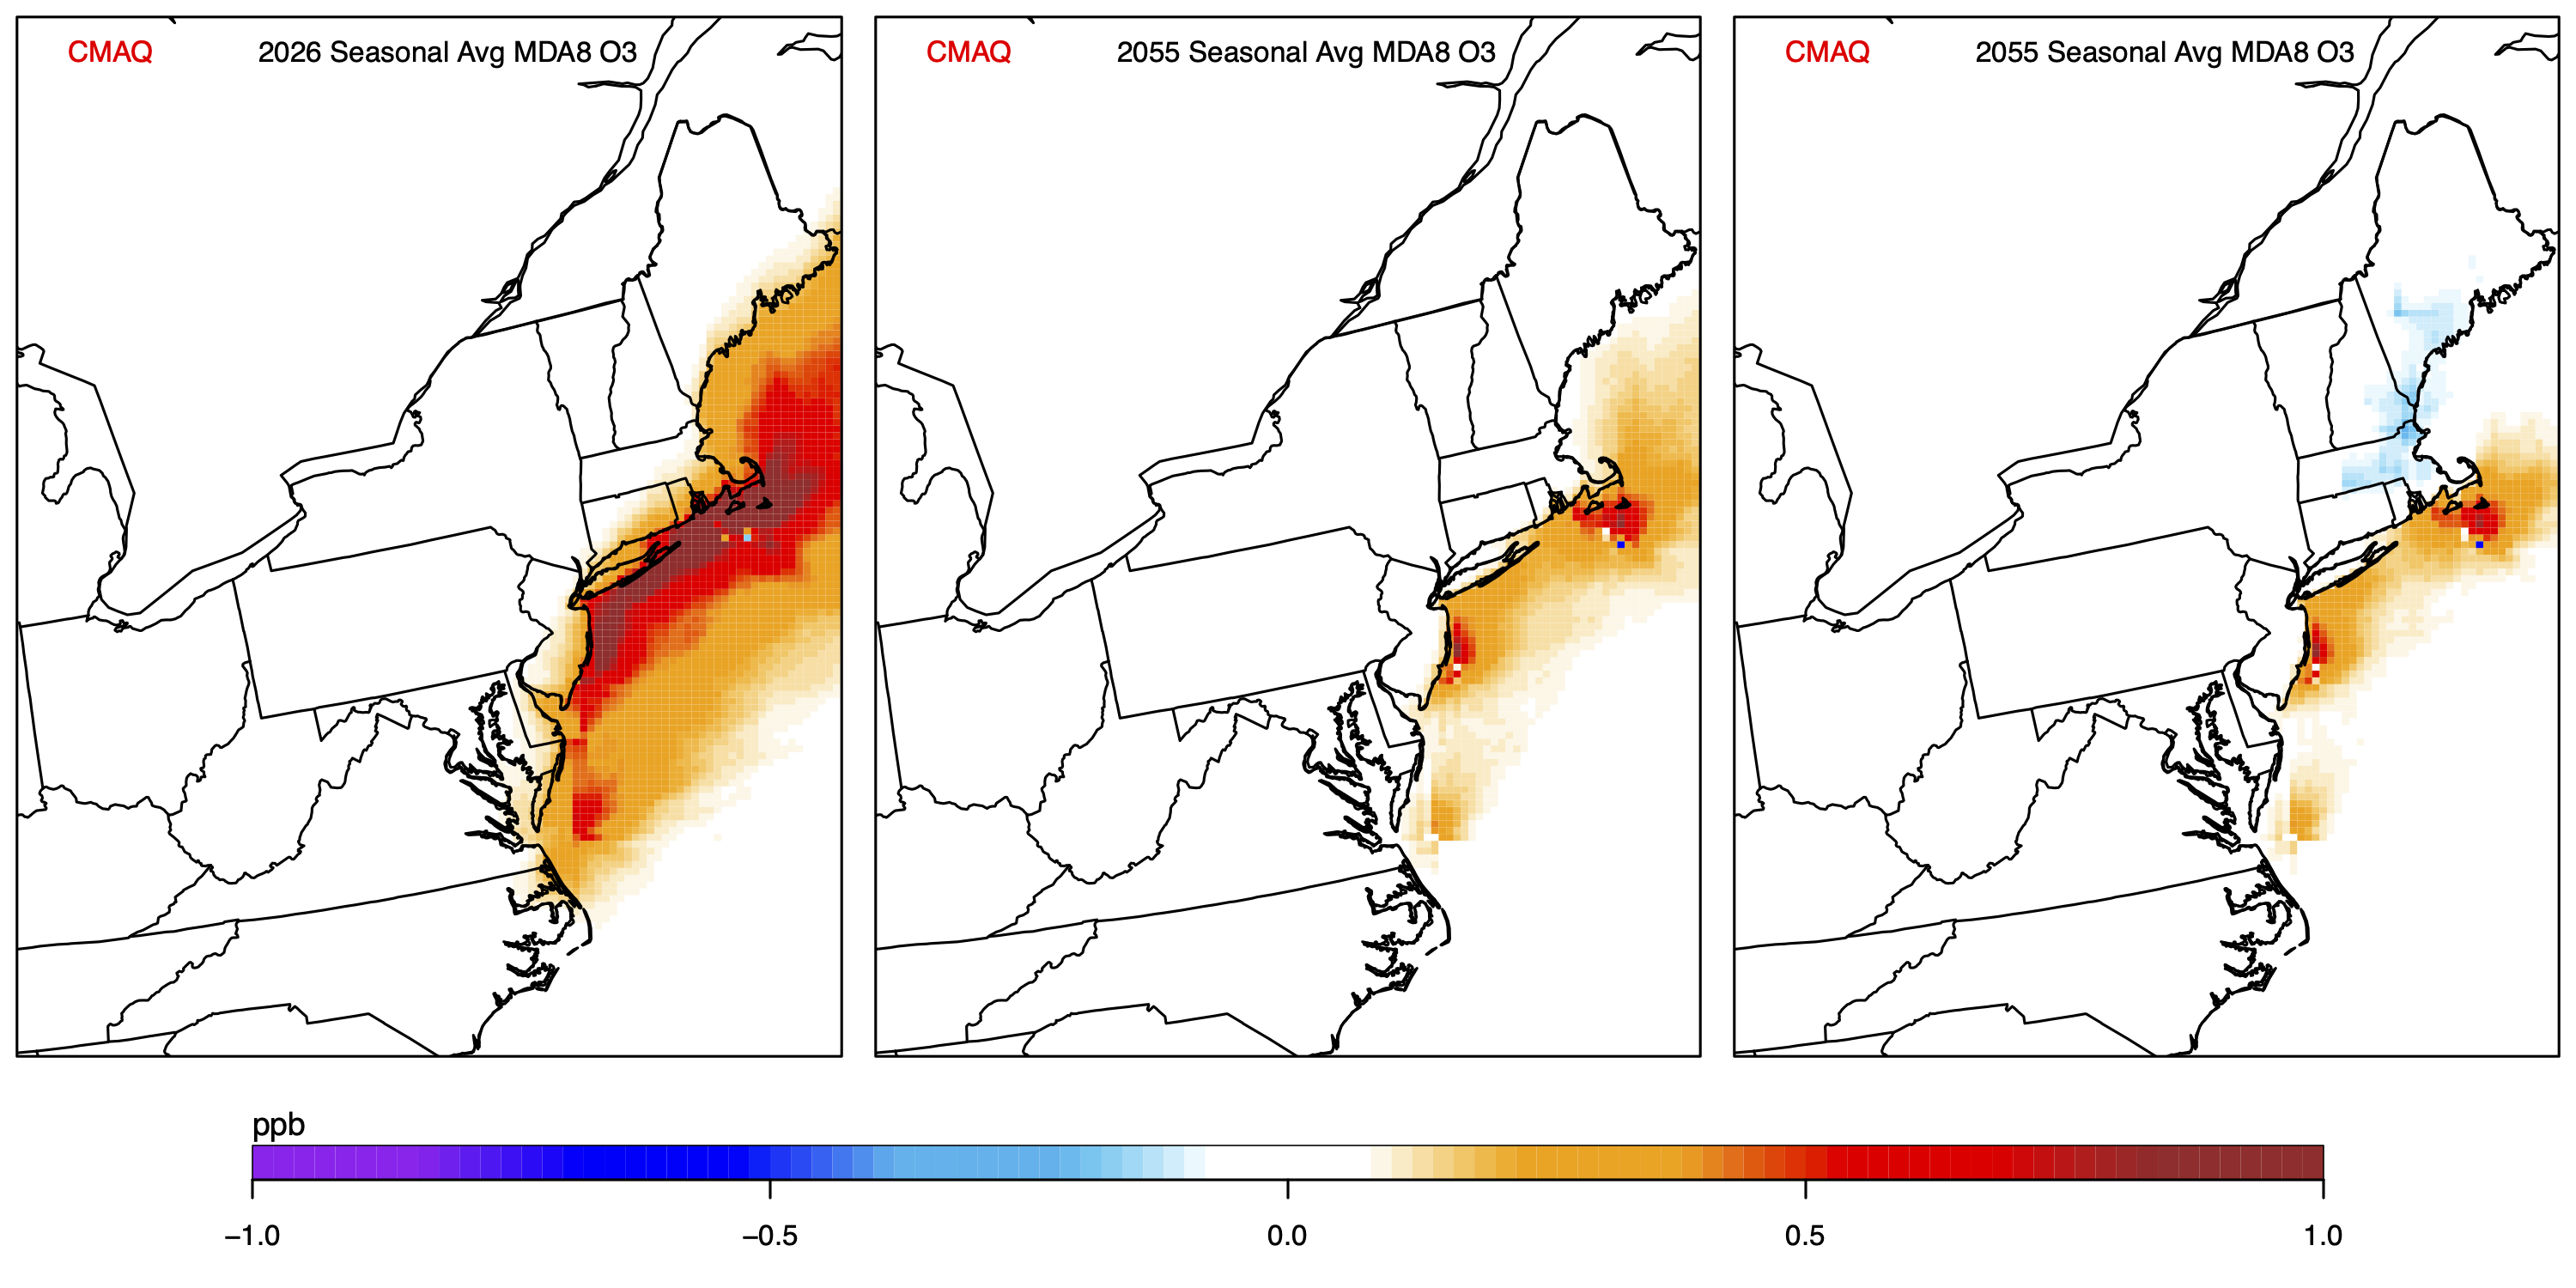 CMAQ 2026 Seasonal Avg MDA8 O3
CMAQ 2055 Seasonal Avg MDA8 O3
CMAQ 2055 Seasonal Avg MDA8 O3
ppb
−1.0 −0.5 0.0 0.5 1.0